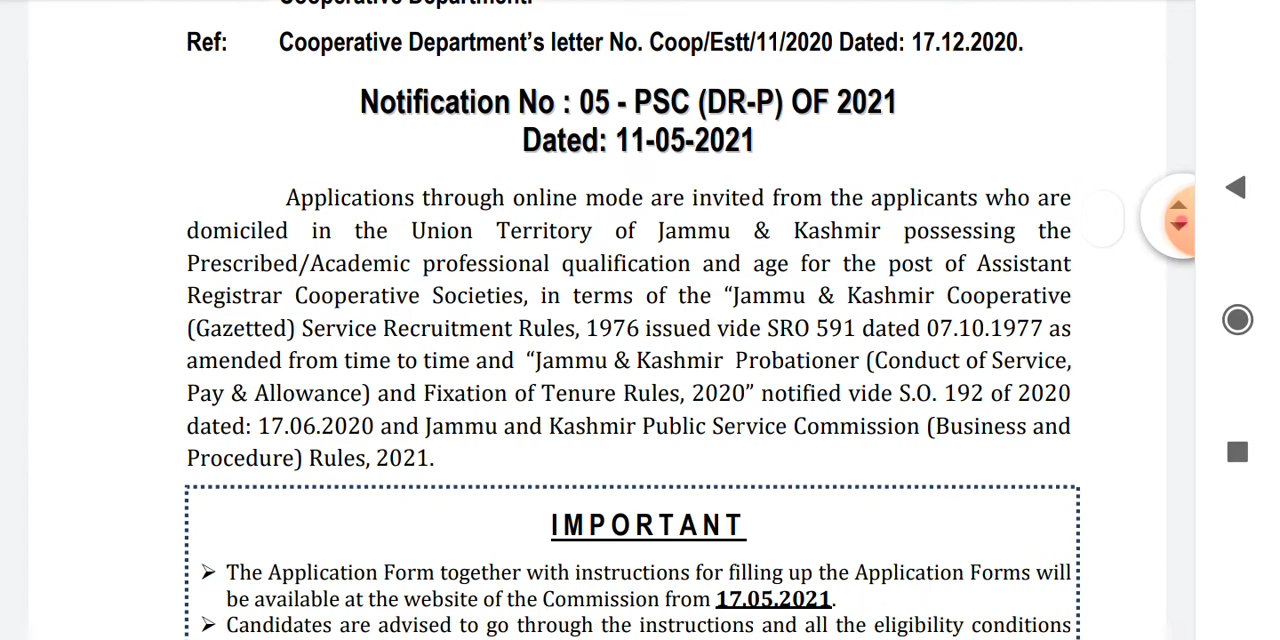 Cooperative Department.
Ref: Cooperative Department's letter No. Coop/Estt/11/2020 Dated: 17.12.2020.
Notification No : 05 - PSC (DR-P) OF 2021
Dated: 11-05-2021
Applications through online mode are invited from the applicants who are
domiciled in the Union Territory of Jammu & Kashmir possessing the
Prescribed/Academic professional qualification and age for the post of Assistant
Registrar Cooperative Societies, in terms of the “Jammu & Kashmir Cooperative
(Gazetted) Service Recruitment Rules, 1976 issued vide SRO 591 dated 07.10.1977 as
amended from time to time and “Jammu & Kashmir Probationer (Conduct of Service,
Pay & Allowance) and Fixation of Tenure Rules, 2020” notified vide S.O. 192 of 2020
dated: 17.06.2020 and Jammu and Kashmir Public Service Commission (Business and
Procedure) Rules, 2021.
IMPORTANT
➢ The Application Form together with instructions for filling up the Application Forms will
be available at the website of the Commission from 17.05.2021.
➢ Candidates are advised to go through the instructions and all the eligibility conditions